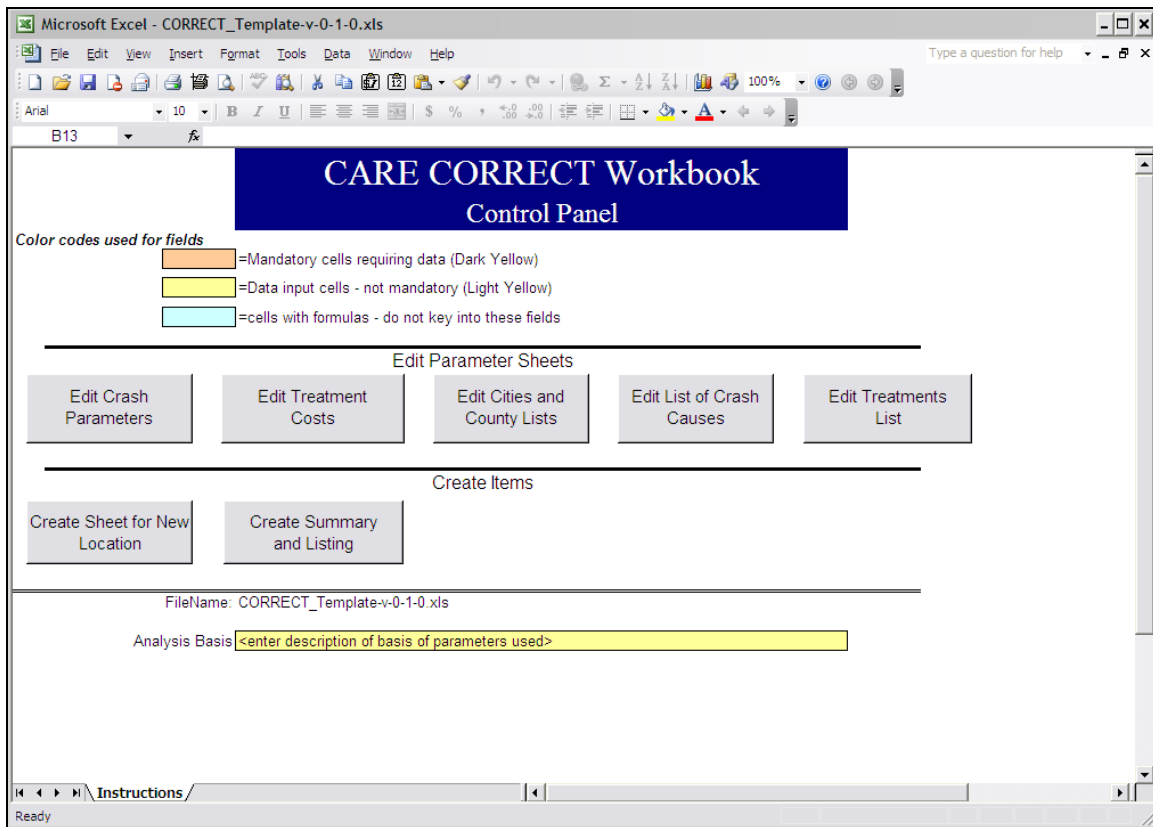 Microsoft Excel - CORRECT_Template-v-0-1-0.xls
File Edit View Insert Format Tools Data Window Help Type a question for help
100%
Arial 10 B I U $ % , .00 .00 A
B13 fx
CARE CORRECT Workbook
Control Panel
Color codes used for fields
=Mandatory cells requiring data (Dark Yellow)
=Data input cells - not mandatory (Light Yellow)
=cells with formulas - do not key into these fields
Edit Parameter Sheets
Edit Crash Parameters
Edit Treatment Costs
Edit Cities and County Lists
Edit List of Crash Causes
Edit Treatments List
Create Items
Create Sheet for New Location
Create Summary and Listing
FileName: CORRECT_Template-v-0-1-0.xls
Analysis Basis <enter description of basis of parameters used>
Instructions
Ready